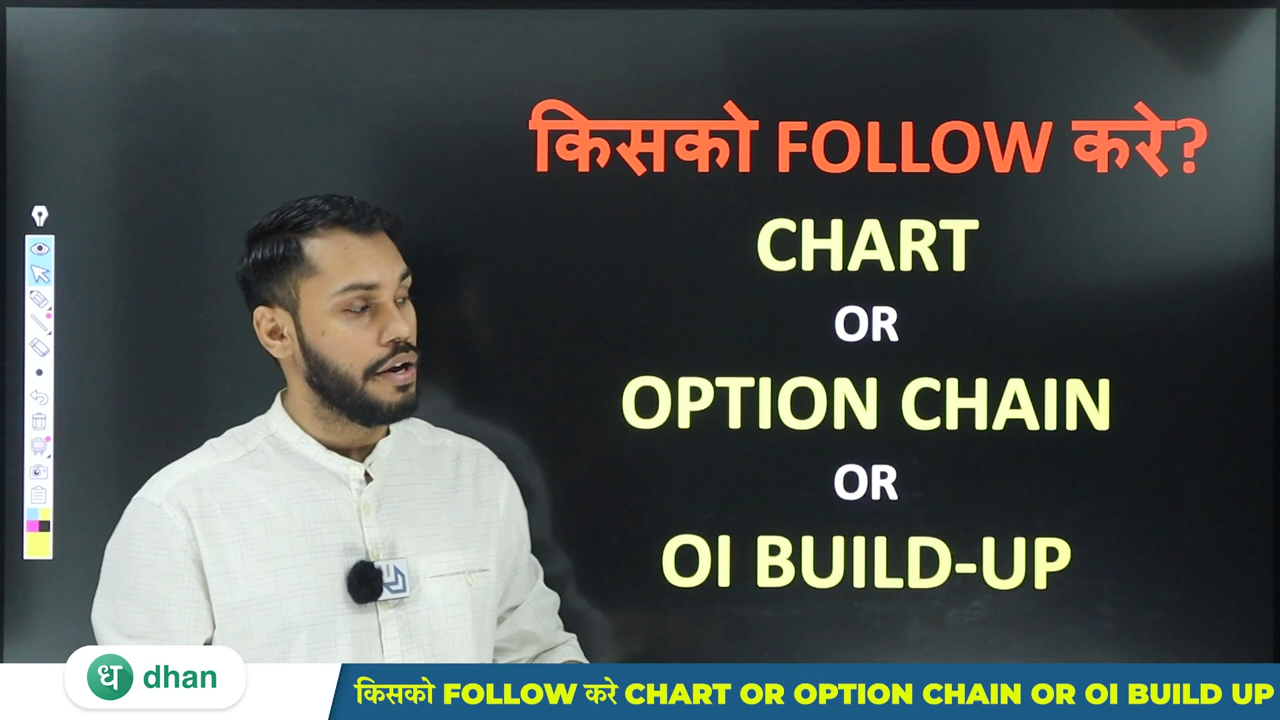 किसको FOLLOW करे?
CHART
OR
OPTION CHAIN
OR
OI BUILD-UP
ध dhan
किसको FOLLOW करे CHART OR OPTION CHAIN OR OI BUILD UP